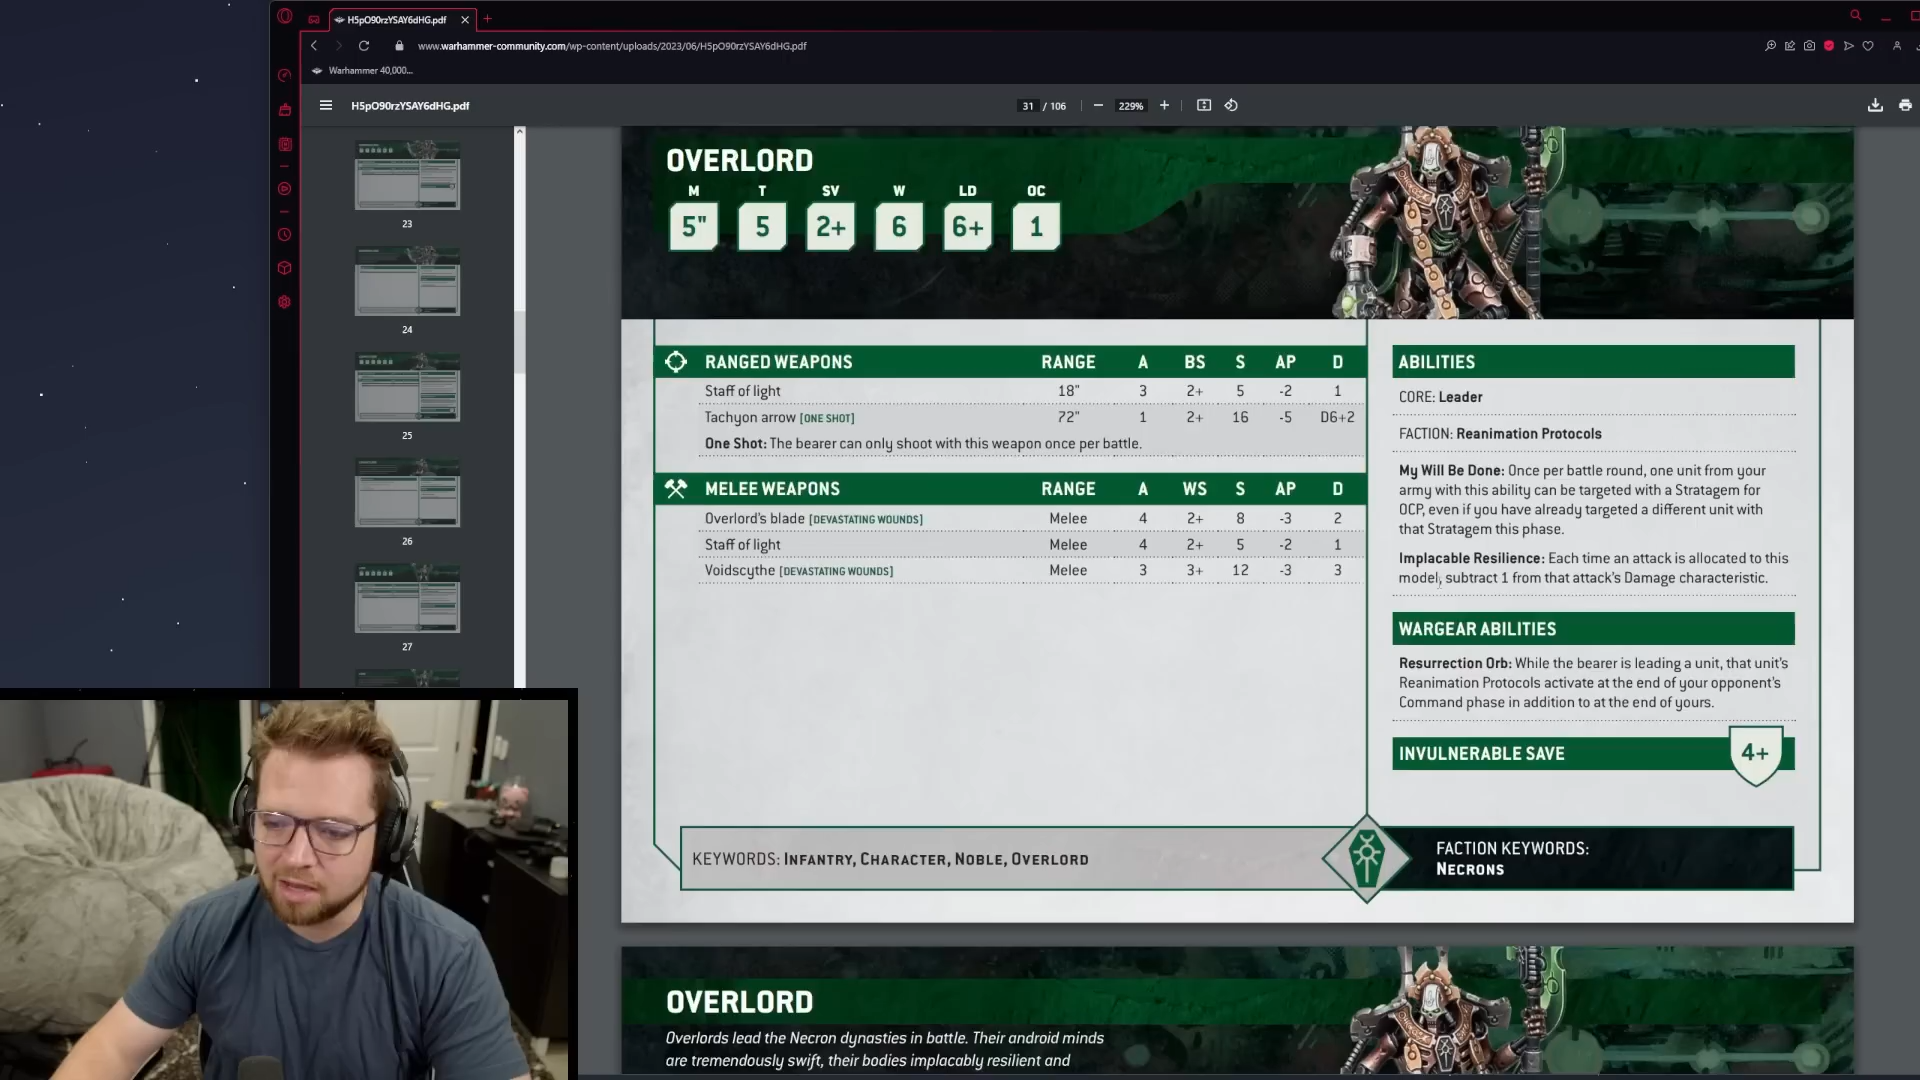 H5pO90rzYSAY6dHG.pdf
www.warhammer-community.com/wp-content/uploads/2023/06/H5pO90rzYSAY6dHG.pdf
Warhammer 40,000...
H5pO90rzYSAY6dHG.pdf
31 / 106
229%
23
24
25
26
27
OVERLORD
M T SV W LD OC
5" 5 2+ 6 6+ 1
RANGED WEAPONS RANGE A BS S AP D
Staff of light 18" 3 2+ 5 -2 1
Tachyon arrow [ONE SHOT] 72" 1 2+ 16 -5 D6+2
One Shot: The bearer can only shoot with this weapon once per battle.
MELEE WEAPONS RANGE A WS S AP D
Overlord's blade [DEVASTATING WOUNDS] Melee 4 2+ 8 -3 2
Staff of light Melee 4 2+ 5 -2 1
Voidscythe [DEVASTATING WOUNDS] Melee 3 3+ 12 -3 3
ABILITIES
CORE: Leader
FACTION: Reanimation Protocols
My Will Be Done: Once per battle round, one unit from your
army with this ability can be targeted with a Stratagem for
0CP, even if you have already targeted a different unit with
that Stratagem this phase.
Implacable Resilience: Each time an attack is allocated to this
model, subtract 1 from that attack's Damage characteristic.
WARGEAR ABILITIES
Resurrection Orb: While the bearer is leading a unit, that unit's
Reanimation Protocols activate at the end of your opponent's
Command phase in addition to at the end of yours.
INVULNERABLE SAVE 4+
KEYWORDS: INFANTRY, CHARACTER, NOBLE, OVERLORD
FACTION KEYWORDS:
NECRONS
OVERLORD
Overlords lead the Necron dynasties in battle. Their android minds
are tremendously swift, their bodies implacably resilient and